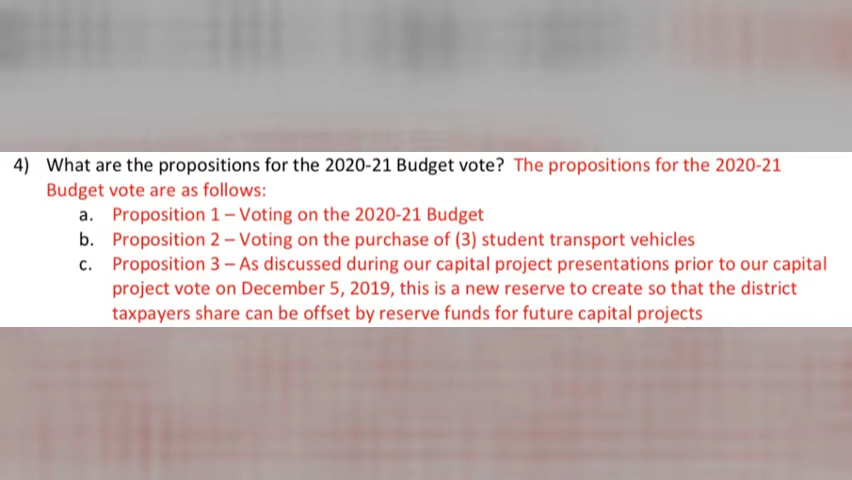 4) What are the propositions for the 2020-21 Budget vote? The propositions for the 2020-21
Budget vote are as follows:
a. Proposition 1 – Voting on the 2020-21 Budget
b. Proposition 2 – Voting on the purchase of (3) student transport vehicles
c. Proposition 3 – As discussed during our capital project presentations prior to our capital
project vote on December 5, 2019, this is a new reserve to create so that the district
taxpayers share can be offset by reserve funds for future capital projects